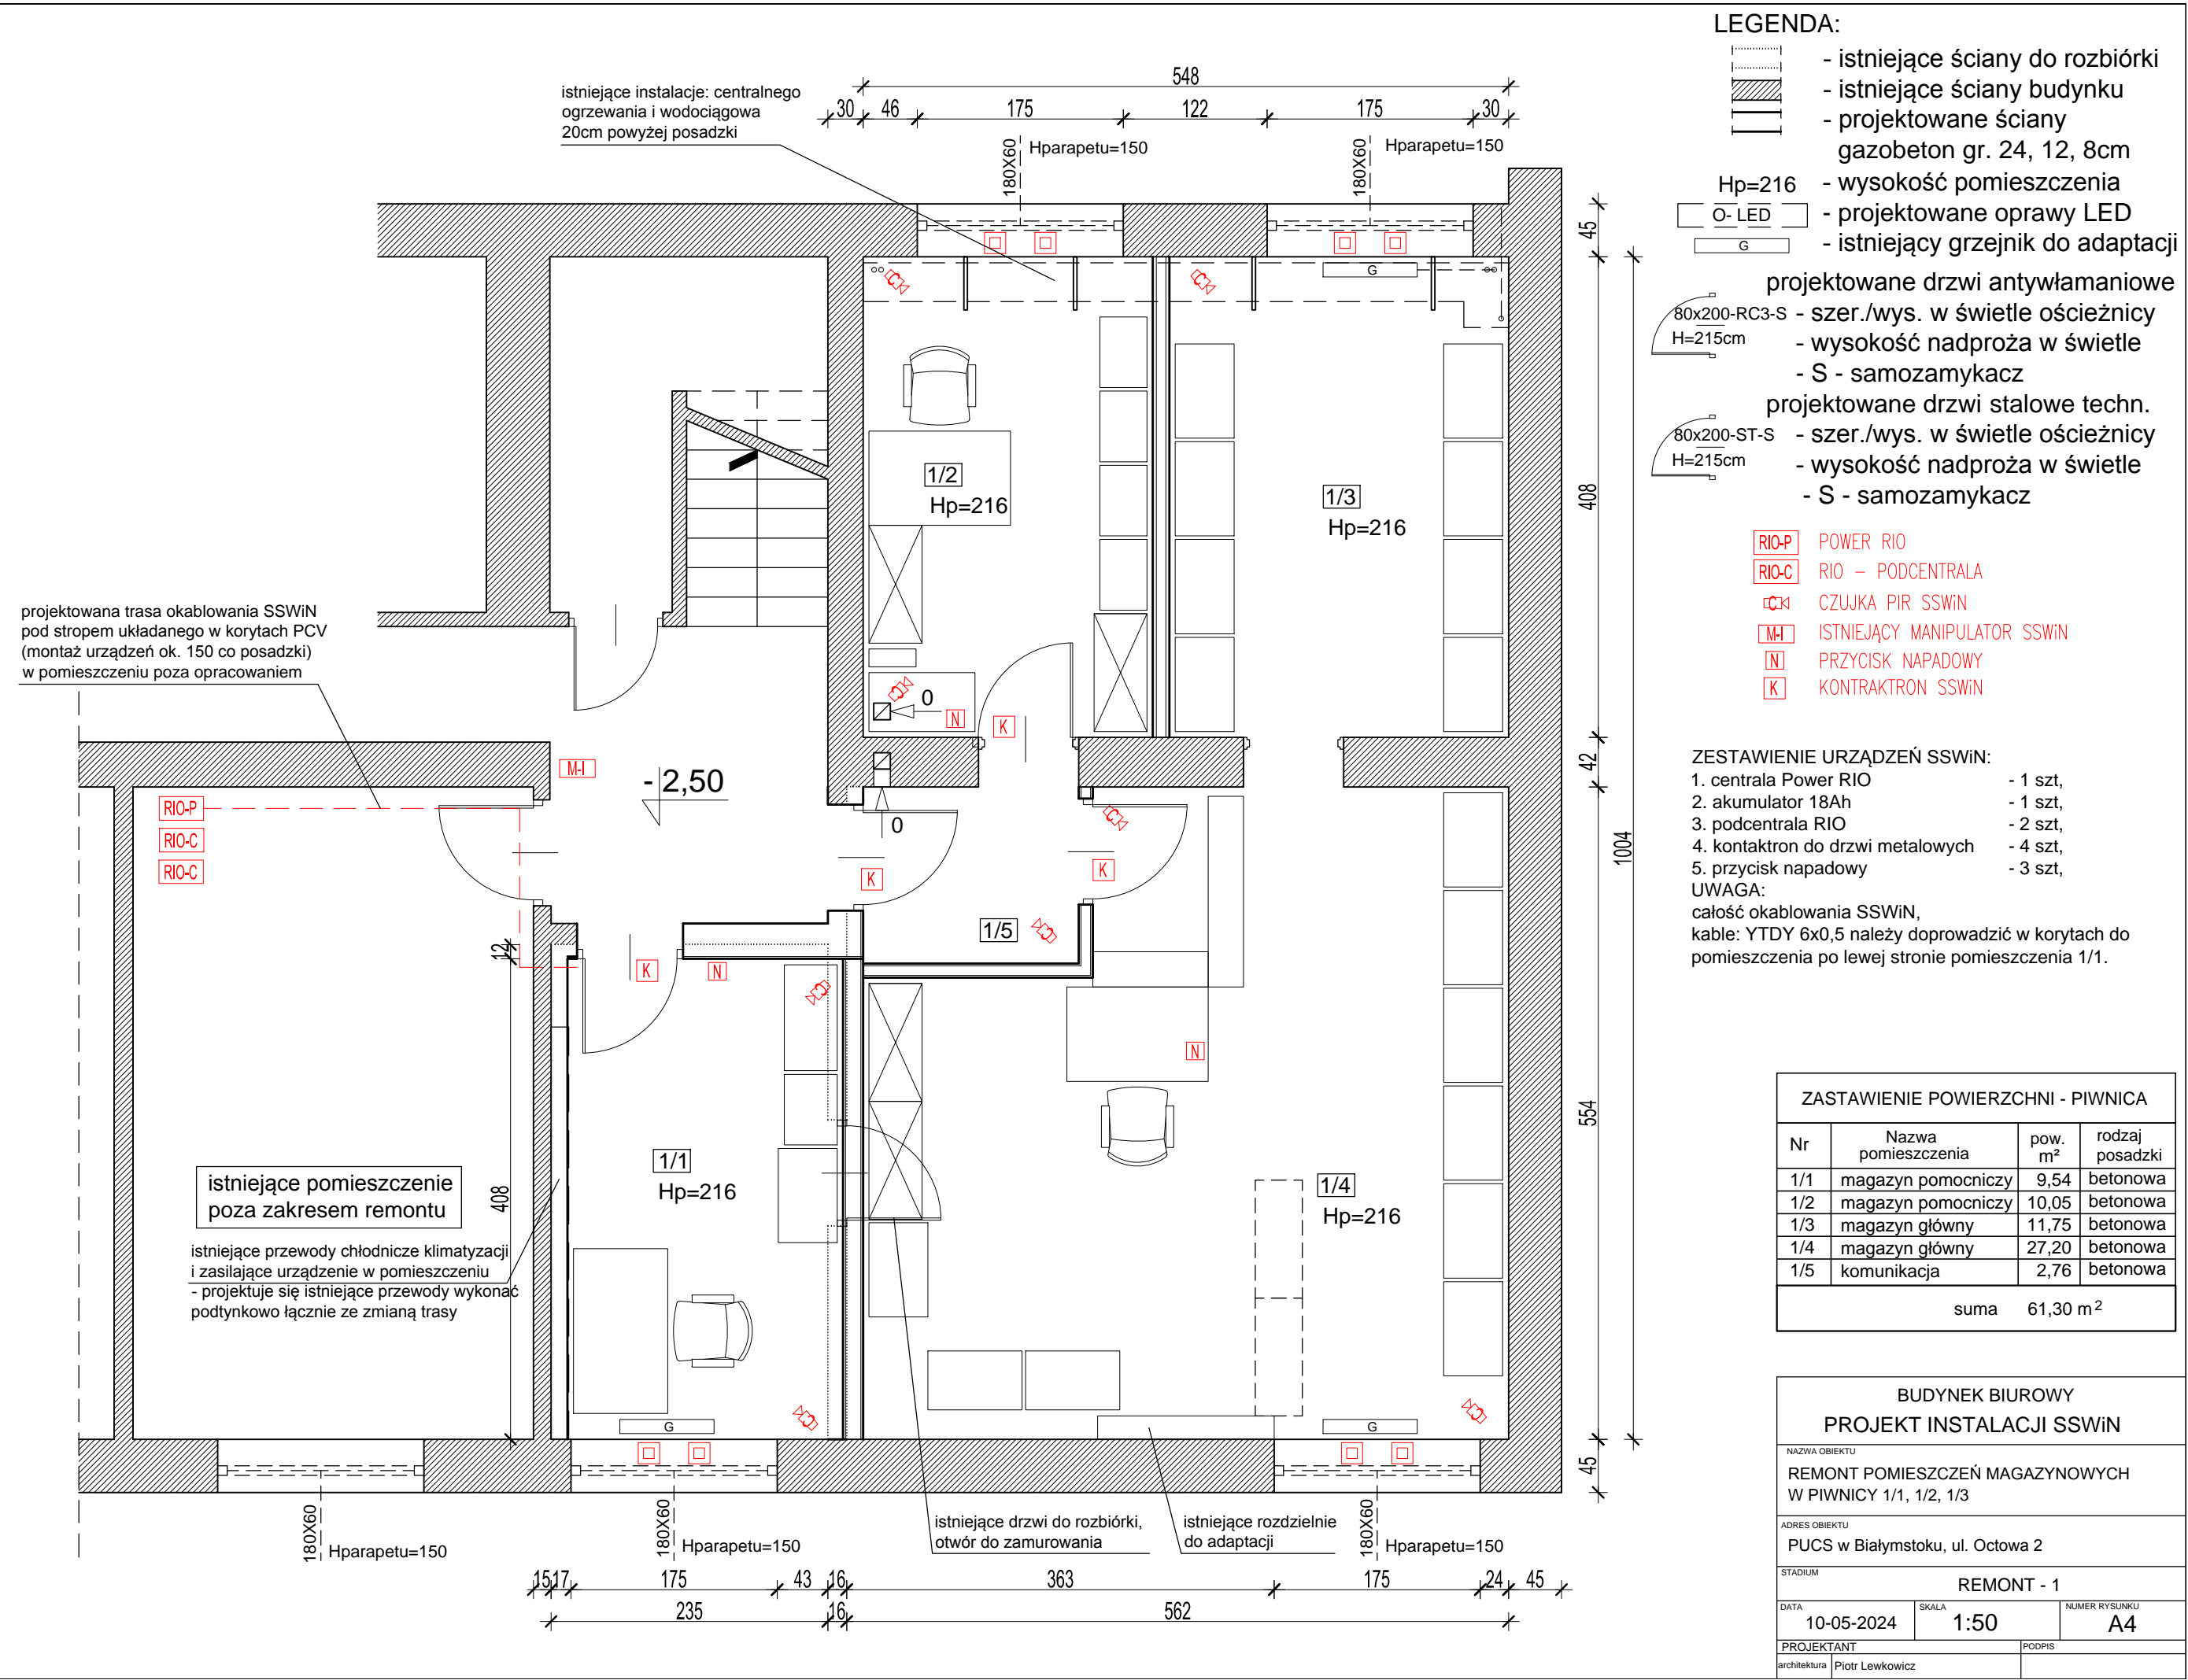 LEGENDA:
- istniejące ściany do rozbiórki
- istniejące ściany budynku
- projektowane ściany
gazobeton gr. 24, 12, 8cm
Hp=216 - wysokość pomieszczenia
O- LED - projektowane oprawy LED
G - istniejący grzejnik do adaptacji
projektowane drzwi antywłamaniowe
80x200-RC3-S - szer./wys. w świetle ościeżnicy
H=215cm - wysokość nadproża w świetle
- S - samozamykacz
projektowane drzwi stalowe techn.
80x200-ST-S - szer./wys. w świetle ościeżnicy
H=215cm - wysokość nadproża w świetle
- S - samozamykacz
RIO-P POWER RIO
RIO-C RIO – PODCENTRALA
C CZUJKA PIR SSWiN
M-I ISTNIEJĄCY MANIPULATOR SSWiN
N PRZYCISK NAPADOWY
K KONTRAKTRON SSWiN
ZESTAWIENIE URZĄDZEŃ SSWiN:
1. centrala Power RIO - 1 szt,
2. akumulator 18Ah - 1 szt,
3. podcentrala RIO - 2 szt,
4. kontaktron do drzwi metalowych - 4 szt,
5. przycisk napadowy - 3 szt,
UWAGA:
całość okablowania SSWiN,
kable: YTDY 6x0,5 należy doprowadzić w korytach do
pomieszczenia po lewej stronie pomieszczenia 1/1.
ZASTAWIENIE POWIERZCHNI - PIWNICA
Nr Nazwa pomieszczenia pow. m² rodzaj posadzki
1/1 magazyn pomocniczy 9,54 betonowa
1/2 magazyn pomocniczy 10,05 betonowa
1/3 magazyn główny 11,75 betonowa
1/4 magazyn główny 27,20 betonowa
1/5 komunikacja 2,76 betonowa
suma 61,30 m²
BUDYNEK BIUROWY
PROJEKT INSTALACJI SSWiN
NAZWA OBIEKTU
REMONT POMIESZCZEŃ MAGAZYNOWYCH
W PIWNICY 1/1, 1/2, 1/3
ADRES OBIEKTU
PUCS w Białymstoku, ul. Octowa 2
STADIUM
REMONT - 1
DATA SKALA NUMER RYSUNKU
10-05-2024 1:50 A4
PROJEKTANT PODPIS
architektura Piotr Lewkowicz
istniejące instalacje: centralnego
ogrzewania i wodociągowa
20cm powyżej posadzki
548
30 46 175 122 175 30
180X60 Hparapetu=150
180X60 Hparapetu=150
45
408
42
1004
554
45
G
C
C
1/2
Hp=216
1/3
Hp=216
C
0
N
K
projektowana trasa okablowania SSWiN
pod stropem układanego w korytach PCV
(montaż urządzeń ok. 150 co posadzki)
w pomieszczeniu poza opracowaniem
M-I
-2,50
RIO-P
RIO-C
RIO-C
0
C
K
K
1/5
C
12
K
N
C
N
1/1
Hp=216
1/4
Hp=216
408
istniejące pomieszczenie
poza zakresem remontu
istniejące przewody chłodnicze klimatyzacji
i zasilające urządzenie w pomieszczeniu
- projektuje się istniejące przewody wykonać
podtynkowo łącznie ze zmianą trasy
G
C
G
C
180X60 Hparapetu=150
180X60 Hparapetu=150
istniejące drzwi do rozbiórki,
otwór do zamurowania
istniejące rozdzielnie
do adaptacji
180X60 Hparapetu=150
15 17 175 43 16 363 175 24 45
235 16 562